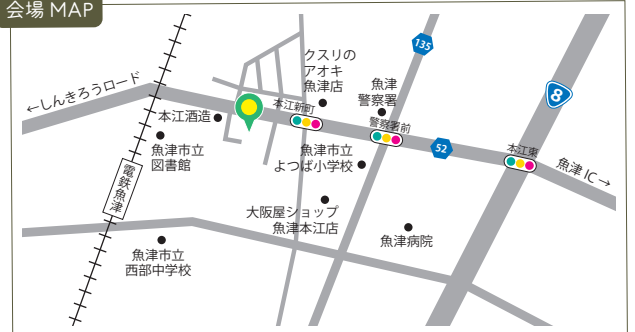 会場 MAP
135
クスリの
アオキ
魚津店
魚津
警察署
8
←しんきろうロード
本江新町
本江酒造
警察署前
52
本江東
魚津市立
図書館
魚津市立
よつば小学校
魚津 IC→
電鉄魚津
大阪屋ショップ
魚津本江店
魚津病院
魚津市立
西部中学校